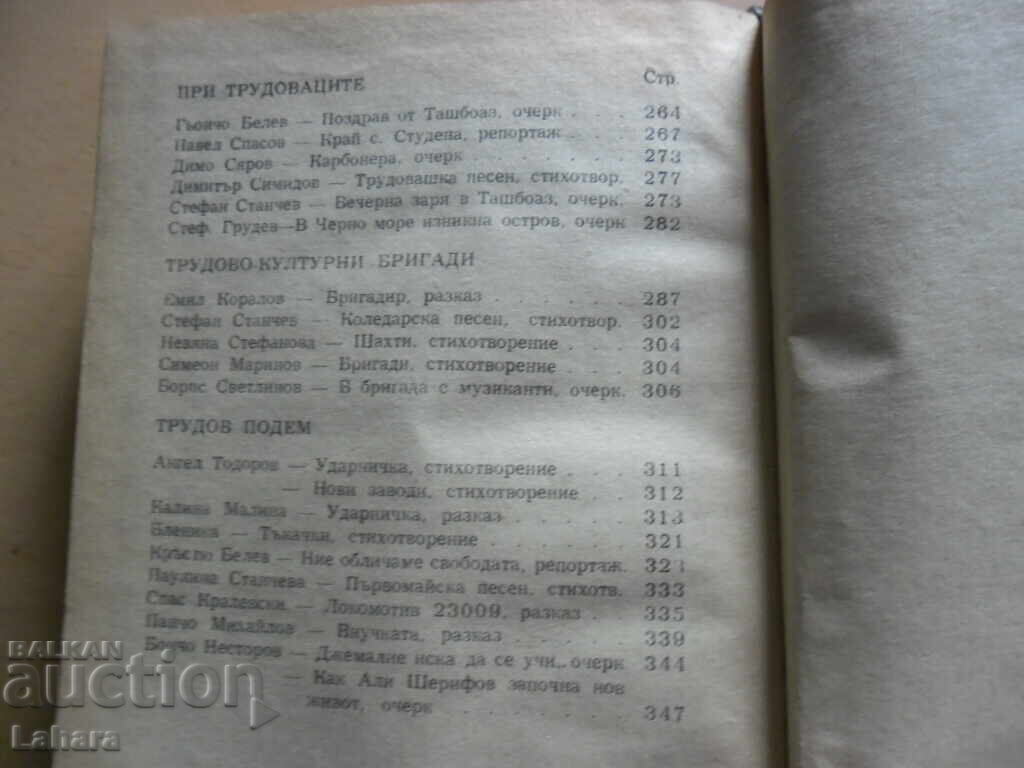 ПРИ ТРУДОВАЦИТЕ Стр.
Гьончо Белев — Поздрав от Ташбоаз, очерк . . . . 264
Павел Спасов — Край с. Студена, репортаж . . . . 267
Димо Сяров — Карбонера, очерк . . . . . . . 273
Димитър Симидов — Трудовашка песен, стихотвор. 277
Стефан Станчев — Вечерна заря в Ташбоаз, очерк. 273
Стеф. Грудев—В Черно море изникна остров, очерк 282
ТРУДОВО-КУЛТУРНИ БРИГАДИ
Емил Коралов — Бригадир, разказ . . . . . . 287
Стефан Станчев — Коледарска песен, стихотвор. 302
Невяна Стефанова — Шахти, стихотворение . . . 304
Симеон Маринов — Бригади, стихотворение . . . 304
Борис Светлинов — В бригада с музиканти, очерк. 306
ТРУДОВ ПОДЕМ
Ангел Тодоров — Ударничка, стихотворение . . . 311
— Нови заводи, стихотворение . . 312
Калина Малина — Ударничка, разказ . . . . . 313
Бленика — Тъкачки, стихотворение . . . . . . 321
Кръстю Белев — Ние обличаме свободата, репортаж. 323
Паулина Станчева — Първомайска песен, стихотв. 333
Спас Кралевски — Локомотив 23009, разказ . . . 335
Панчо Михайлов — Внучката, разказ . . . . . 339
Бончо Несторов — Джемалие иска да се учи, очерк 344
— Как Али Шерифов започна нов
живот, очерк . . . . . . . 347
BALKAN
auction
Lahara